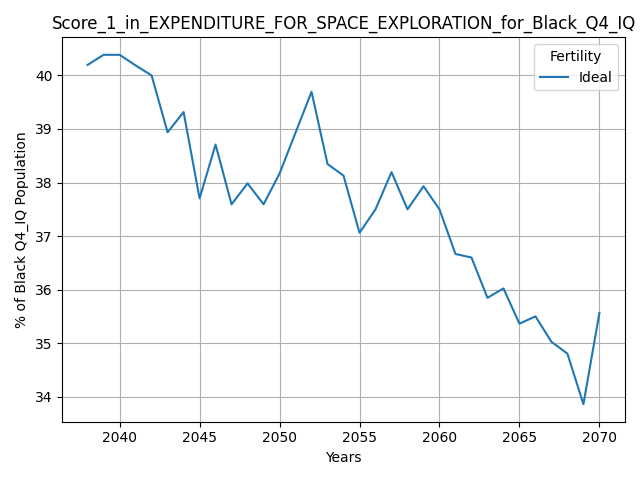 Score_1_in_EXPENDITURE_FOR_SPACE_EXPLORATION_for_Black_Q4_IQ
Fertility
Ideal
% of Black Q4_IQ Population
40
39
38
37
36
35
34
2040 2045 2050 2055 2060 2065 2070
Years